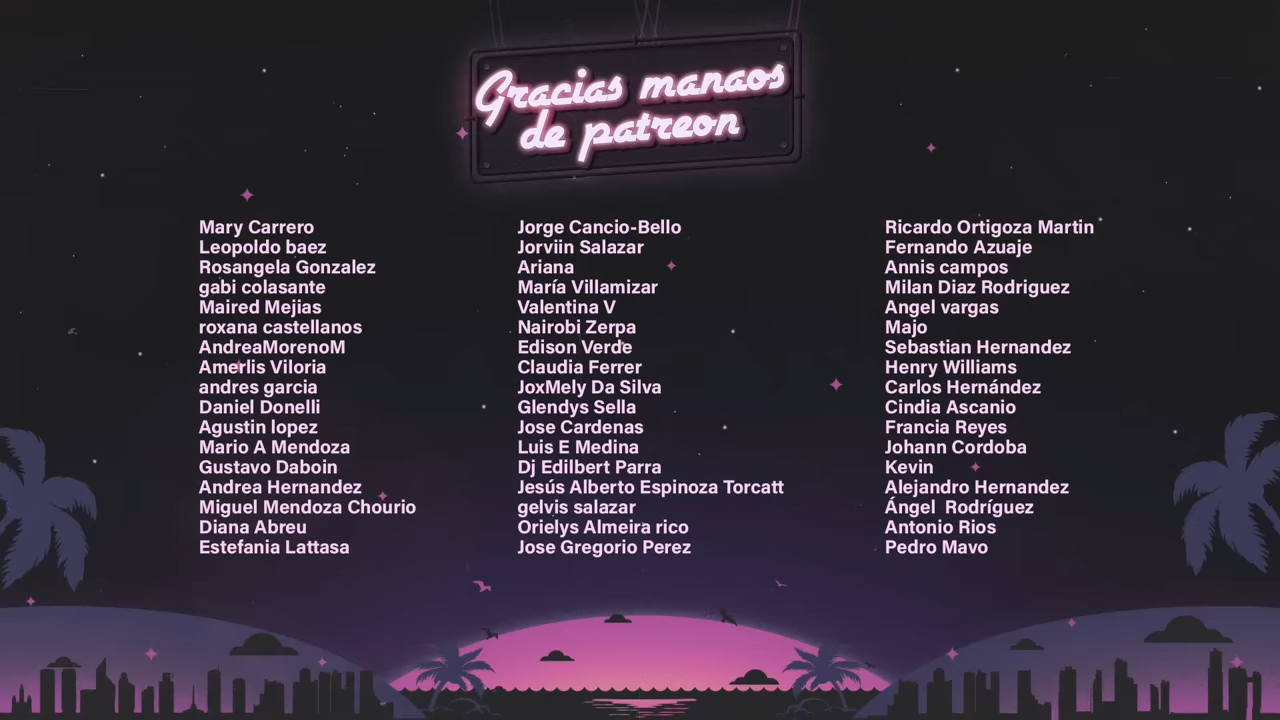 Gracias manaos
de patreon
Mary Carrero
Leopoldo baez
Rosangela Gonzalez
gabi colasante
Maired Mejias
roxana castellanos
AndreaMorenoM
Amerlis Viloria
andres garcia
Daniel Donelli
Agustin lopez
Mario A Mendoza
Gustavo Daboin
Andrea Hernandez
Miguel Mendoza Chourio
Diana Abreu
Estefania Lattasa
Jorge Cancio-Bello
Jorviin Salazar
Ariana
María Villamizar
Valentina V
Nairobi Zerpa
Edison Verde
Claudia Ferrer
JoxMely Da Silva
Glendys Sella
Jose Cardenas
Luis E Medina
Dj Edilbert Parra
Jesús Alberto Espinoza Torcatt
gelvis salazar
Orielys Almeira rico
Jose Gregorio Perez
Ricardo Ortigoza Martin
Fernando Azuaje
Annis campos
Milan Diaz Rodriguez
Angel vargas
Majo
Sebastian Hernandez
Henry Williams
Carlos Hernández
Cindia Ascanio
Francia Reyes
Johann Cordoba
Kevin
Alejandro Hernandez
Ángel  Rodríguez
Antonio Rios
Pedro Mavo